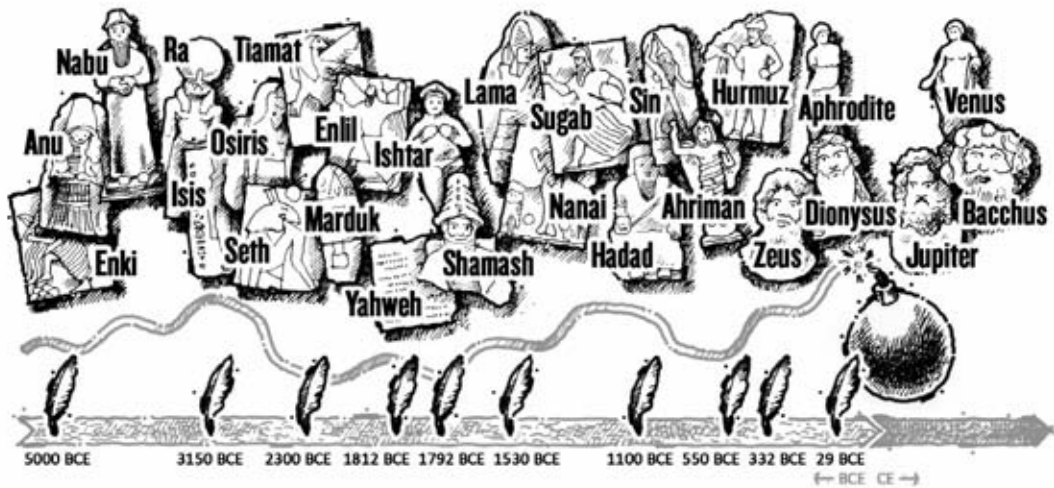 Nabu
Ra
Tiamat
Anu
Osiris
Enlil
Ishtar
Isis
Marduk
Enki
Seth
Yahweh
Shamash
Lama
Sugab
Sin
Hurmuz
Aphrodite
Venus
Nanai
Ahriman
Dionysus
Bacchus
Hadad
Zeus
Jupiter
5000 BCE
3150 BCE
2300 BCE
1812 BCE
1792 BCE
1530 BCE
1100 BCE
550 BCE
332 BCE
29 BCE
BCE CE